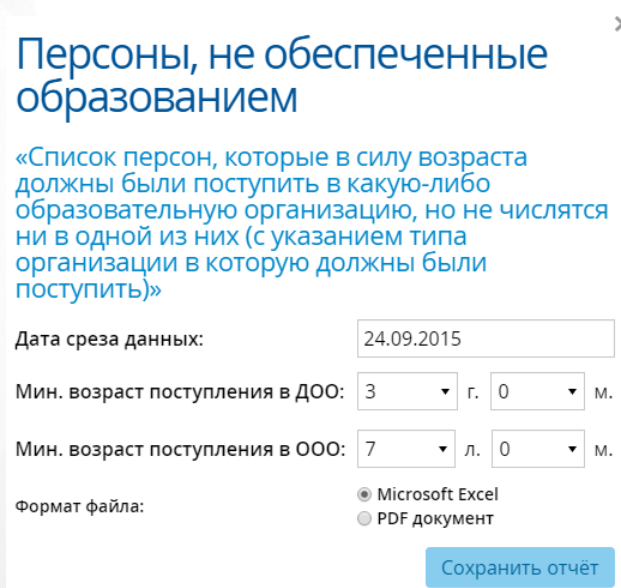 Персоны, не обеспеченные
образованием
«Список персон, которые в силу возраста
должны были поступить в какую-либо
образовательную организацию, но не числятся
ни в одной из них (с указанием типа
организации в которую должны были
поступить)»
Дата среза данных: 24.09.2015
Мин. возраст поступления в ДОО: 3 г. 0 м.
Мин. возраст поступления в ООО: 7 л. 0 м.
Формат файла:
Microsoft Excel
PDF документ
Сохранить отчёт